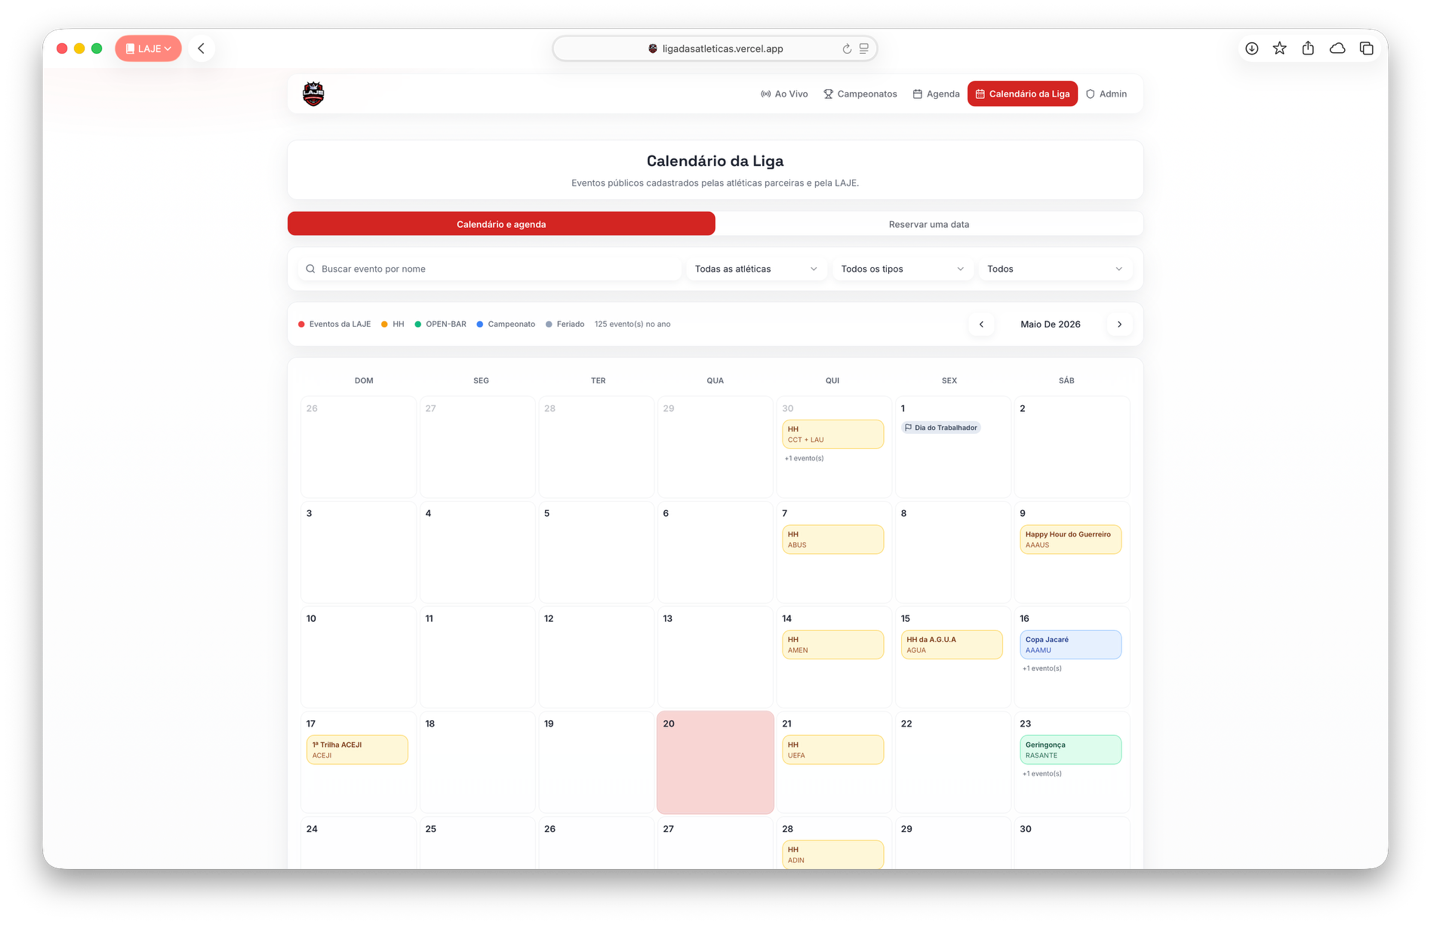 LAJE
ligadasatleticas.vercel.app
LAJE
Ao Vivo
Campeonatos
Agenda
Calendário da Liga
Admin
Calendário da Liga
Eventos públicos cadastrados pelas atléticas parceiras e pela LAJE.
Calendário e agenda
Reservar uma data
Buscar evento por nome
Todas as atléticas
Todos os tipos
Todos
Eventos da LAJE
HH
OPEN-BAR
Campeonato
Feriado
125 evento(s) no ano
Maio De 2026
DOM
SEG
TER
QUA
QUI
SEX
SÁB
26
27
28
29
30
HH
CCT + LAU
+1 evento(s)
1
Dia do Trabalhador
2
3
4
5
6
7
HH
ABUS
8
9
Happy Hour do Guerreiro
AAAUS
10
11
12
13
14
HH
AMEN
15
HH da A.G.U.A
AGUA
16
Copa Jacaré
AAAMU
+1 evento(s)
17
1ª Trilha ACEJI
ACEJI
18
19
20
21
HH
UEFA
22
23
Geringonça
RASANTE
+1 evento(s)
24
25
26
27
28
HH
ADIN
29
30